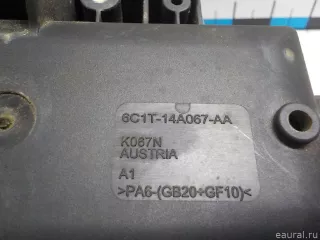 6C1T-14A067-AA
K067N
AUSTRIA
A1
>PA6-(GB20+GF10)<
eaural.ru